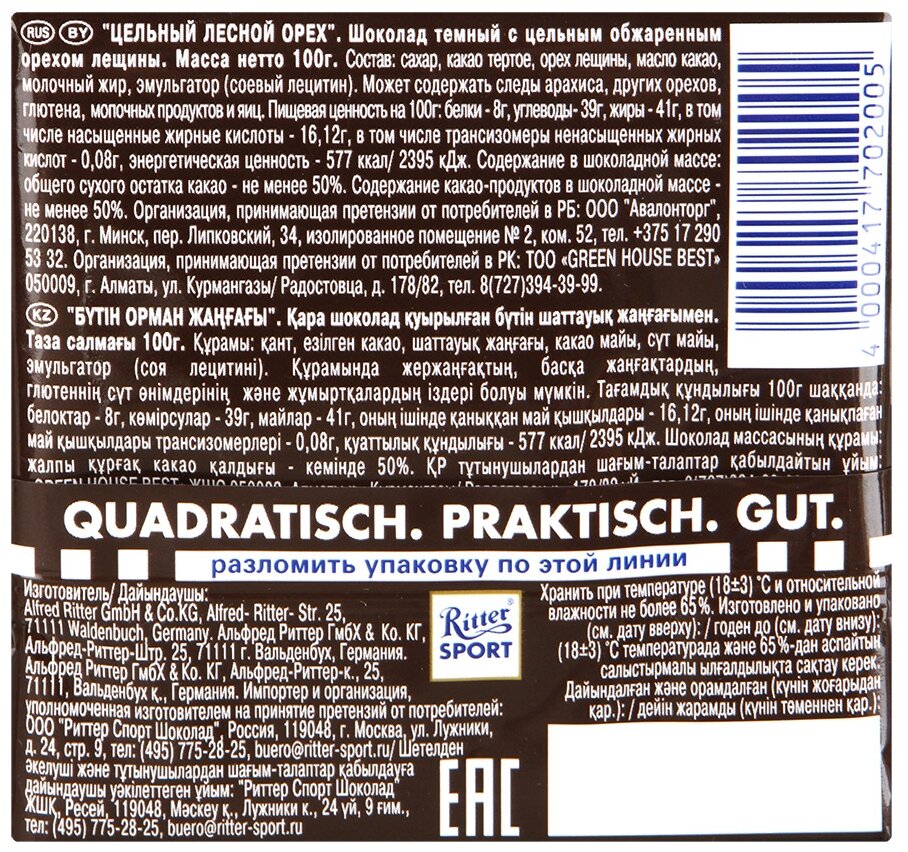 RUS BY "ЦЕЛЬНЫЙ ЛЕСНОЙ ОРЕХ". Шоколад темный с цельным обжаренным
орехом лещины. Масса нетто 100г. Состав: сахар, какао тертое, орех лещины, масло какао,
молочный жир, эмульгатор (соевый лецитин). Может содержать следы арахиса, других орехов,
глютена, молочных продуктов и яиц. Пищевая ценность на 100г: белки - 8г, углеводы- 39г, жиры - 41г, в том
числе насыщенные жирные кислоты - 16,12г, в том числе трансизомеры ненасыщенных жирных
кислот - 0,08г, энергетическая ценность - 577 ккал/ 2395 кДж. Содержание в шоколадной массе:
общего сухого остатка какао - не менее 50%. Содержание какао-продуктов в шоколадной массе -
не менее 50%. Организация, принимающая претензии от потребителей в РБ: ООО "Авалонторг",
220138, г. Минск, пер. Липковский, 34, изолированное помещение № 2, ком. 52, тел. +375 17 290
53 32. Организация, принимающая претензии от потребителей в РК: ТОО «GREEN HOUSE BEST»
050009, г. Алматы, ул. Курмангазы/ Радостовца, д. 178/82, тел. 8(727)394-39-99.
4 000417 702005
KZ "БҮТІН ОРМАН ЖАҢҒАҒЫ". Қара шоколад қуырылған бүтін шаттауық жаңғағымен.
Таза салмағы 100г. Құрамы: қант, езілген какао, шаттауық жаңғағы, какао майы, сүт майы,
эмульгатор (соя лецитині). Құрамында жержаңғақтың, басқа жаңғақтардың,
глютеннің сүт өнімдерінің және жұмыртқалардың іздері болуы мүмкін. Тағамдық құндылығы 100г шаққанда:
белоктар - 8г, көмірсулар - 39г, майлар - 41г, оның ішінде қаныққан май қышқылдары - 16,12г, оның ішінде қанықпаған
май қышқылдары трансизомерлері - 0,08г, қуаттылық құндылығы - 577 ккал/ 2395 кДж. Шоколад массасының құрамы:
жалпы құрғақ какао қалдығы - кемінде 50%. ҚР тұтынушылардан шағым-талаптар қабылдайтын ұйым:
QUADRATISCH. PRAKTISCH. GUT.
разломить упаковку по этой линии
Изготовитель/ Дайындаушы:
Alfred Ritter GmbH & Co.KG, Alfred- Ritter- Str. 25,
71111 Waldenbuch, Germany. Альфред Риттер ГмбХ & Ко. КГ,
Альфред-Риттер-Штр. 25, 71111 г. Вальденбух, Германия.
Альфред Риттер ГмбХ & Ко. КГ, Альфред-Риттер-к., 25,
71111, Вальденбух қ., Германия. Импортер и организация,
уполномоченная изготовителем на принятие претензий от потребителей:
ООО "Риттер Спорт Шоколад", Россия, 119048, г. Москва, ул. Лужники,
д. 24, стр. 9, тел: (495) 775-28-25, buero@ritter-sport.ru/ Шетелден
әкелуші және тұтынушылардан шағым-талаптар қабылдауға
дайындаушы уәкілеттеген ұйым: "Риттер Спорт Шоколад"
ЖШҚ, Ресей, 119048, Мәскеу қ., Лужники к., 24 үй, 9 ғим.,
тел: (495) 775-28-25, buero@ritter-sport.ru
Ritter
SPORT
EAC
Хранить при температуре (18±3) °С и относительной
влажности не более 65%. Изготовлено и упаковано
(см. дату вверху): / годен до (см. дату внизу):
(18±3) °С температурада және 65%-дан аспайтын
салыстырмалы ылғалдылықта сақтау керек.
Дайындалған және оралмадан (күнін жоғарыдан
қар.): / дейін жарамды (күнін төменнен қар.):